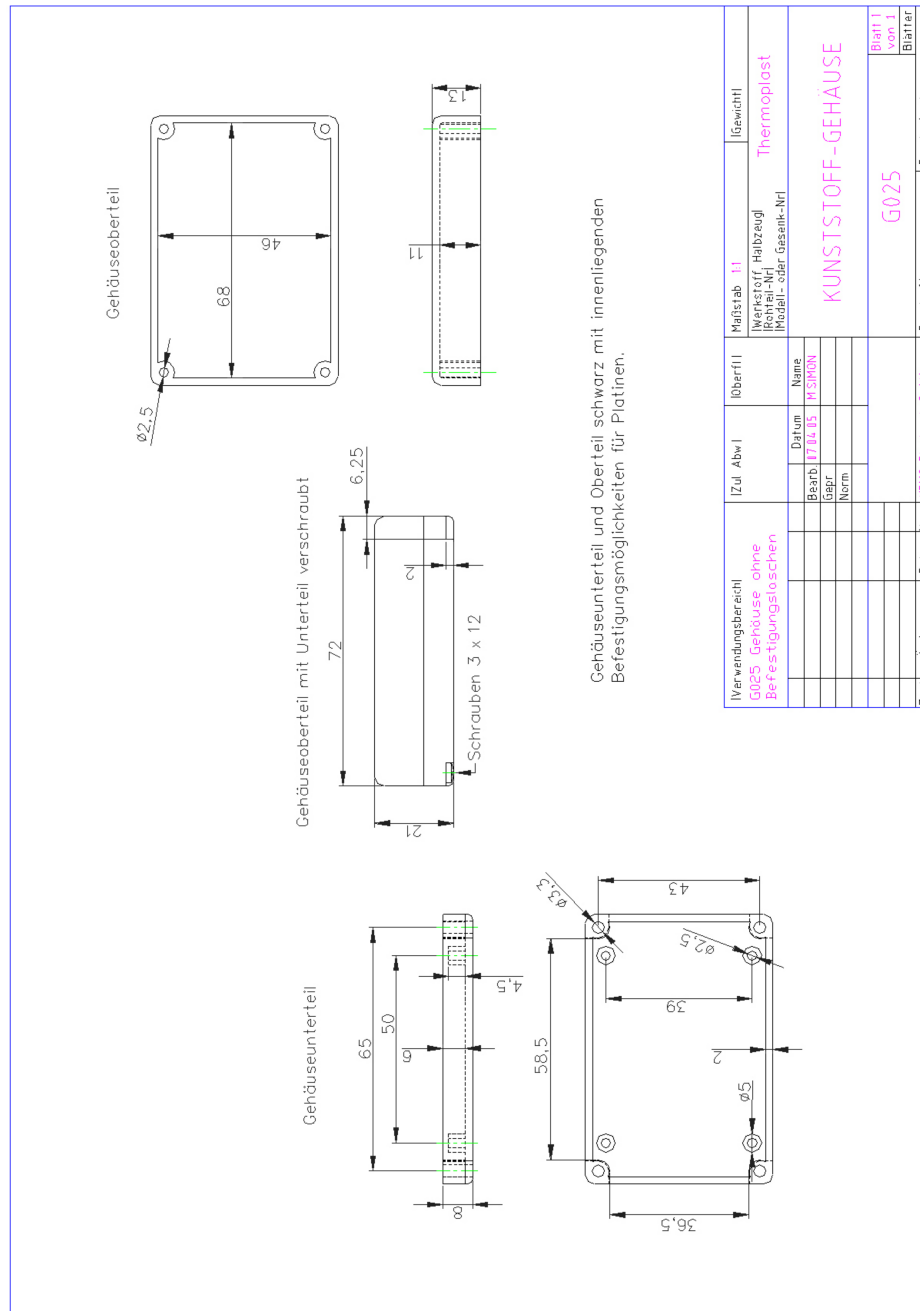 Gehäuseunterteil
65
50
6
4,5
8
58,5
ø3,3
43
ø2,5
39
2
ø5
36,5
Gehäuseoberteil mit Unterteil verschraubt
72
6,25
2
21
Schrauben 3 x 12
Gehäuseoberteil
ø2.5
68
46
11
13
Gehäuseunterteil und Oberteil schwarz mit innenliegenden
Befestigungsmöglichkeiten für Platinen.
|Verwendungsbereich|
G025 Gehäuse ohne
Befestigungslaschen
|Zul Abw|
|Oberfl|
Maßstab 1:1
|Gewicht|
|Werkstoff, Halbzeug|
|Rohteil-Nr|
|Modell- oder Gesenk-Nr|
Thermoplast
Datum
Name
Bearb.
07.04.05
M.SIMON
Gepr
Norm
KUNSTSTOFF-GEHÄUSE
G025
Blatt 1
von 1
Blätter